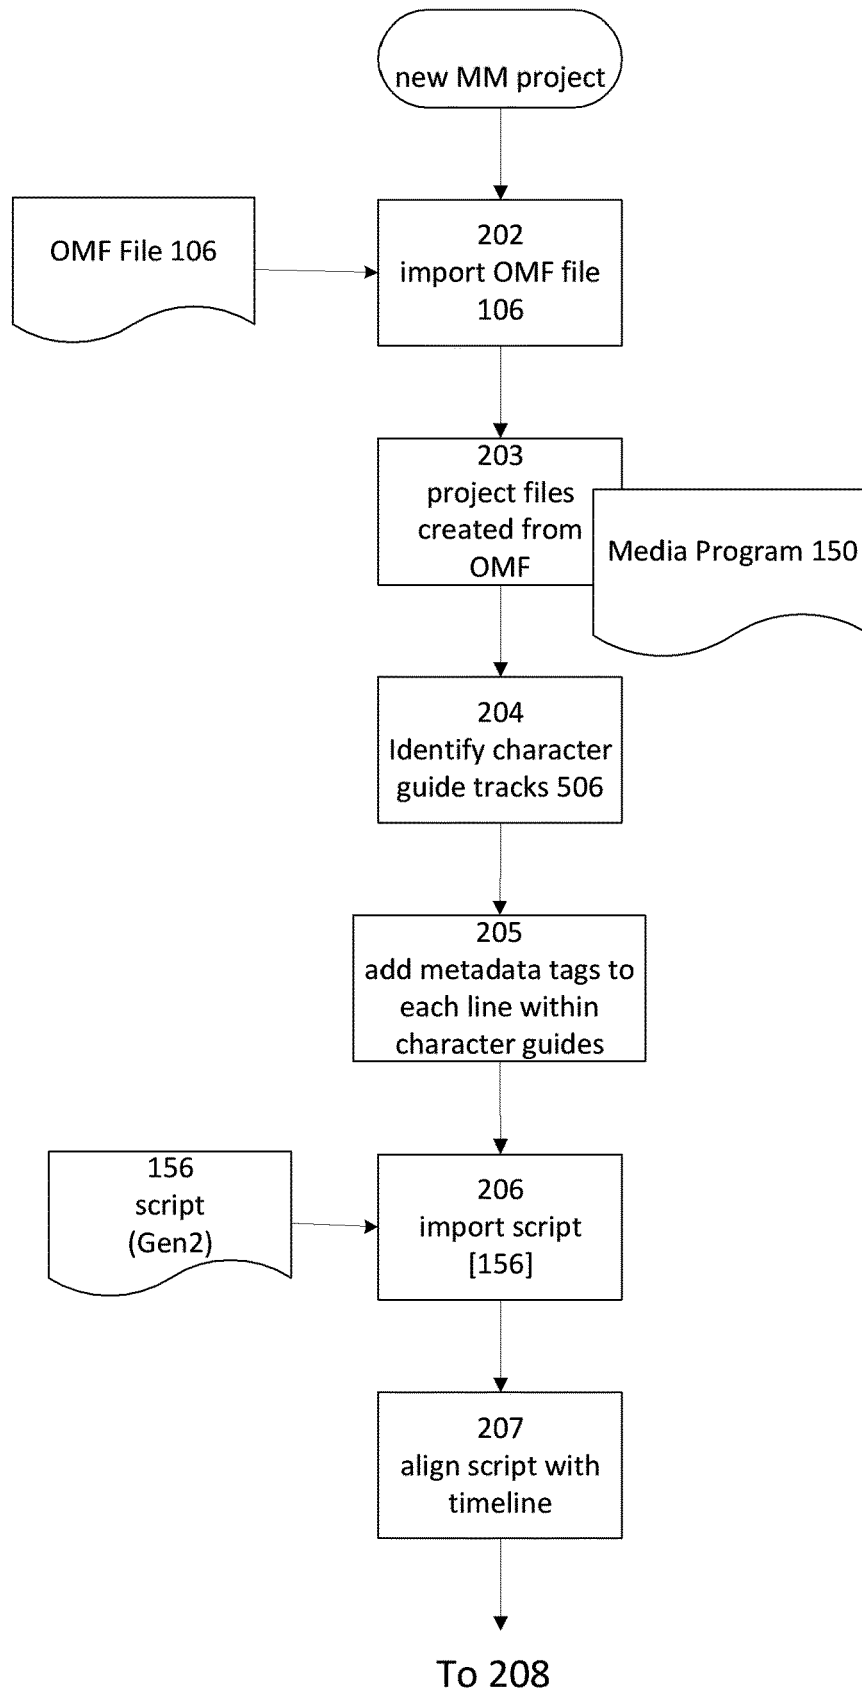 new MM project
OMF File 106
202
import OMF file
106
203
project files
created from
OMF
Media Program 150
204
Identify character
guide tracks 506
205
add metadata tags to
each line within
character guides
156
script
(Gen2)
206
import script
[156]
207
align script with
timeline
To 208